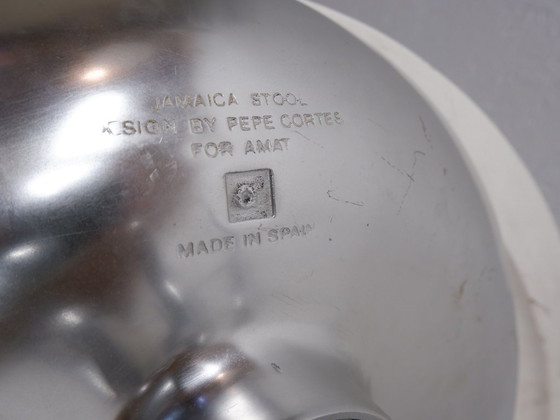 JAMAICA STOOL
DESIGN BY PEPE CORTES
FOR AMAT
MADE IN SPAIN